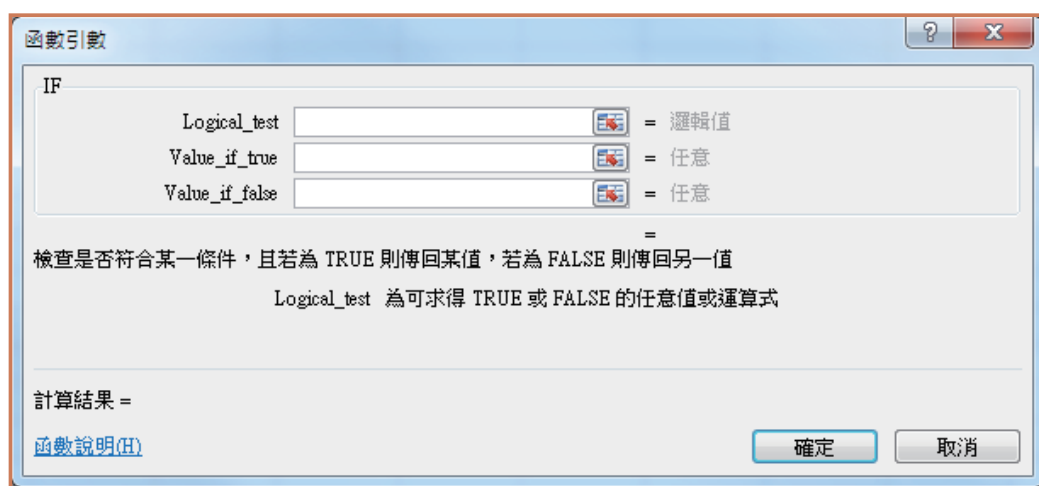 函數引數
IF
Logical_test = 邏輯值
Value_if_true = 任意
Value_if_false = 任意
=
檢查是否符合某一條件，且若為 TRUE 則傳回某值，若為 FALSE 則傳回另一值
Logical_test 為可求得 TRUE 或 FALSE 的任意值或運算式
計算結果 =
函數說明(H)
確定
取消